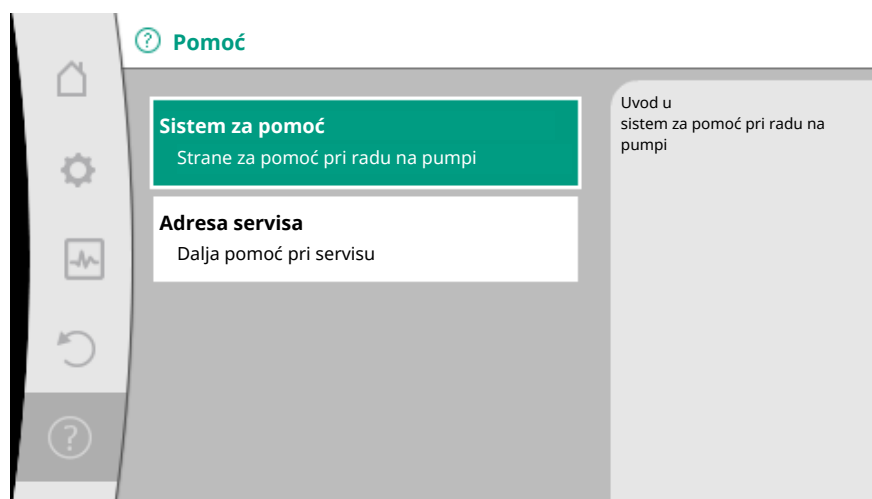 Pomoć
Sistem za pomoć
Strane za pomoć pri radu na pumpi
Adresa servisa
Dalja pomoć pri servisu
Uvod u
sistem za pomoć pri radu na
pumpi